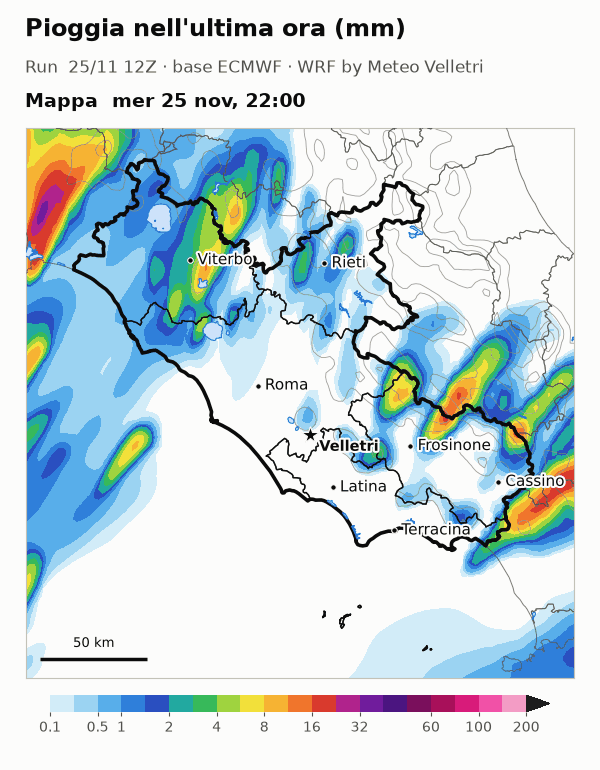 Pioggia nell'ultima ora (mm)
Run  25/11 12Z · base ECMWF · WRF by Meteo Velletri
Mappa  mer 25 nov, 22:00
Viterbo
Rieti
Roma
Velletri
Frosinone
Latina
Cassino
Terracina
50 km
0.1 0.5 1 2 4 8 16 32 60 100 200